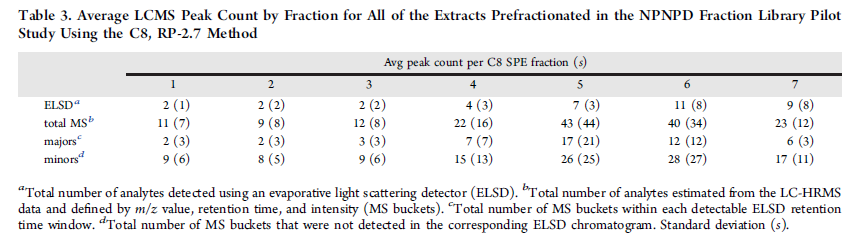 Table 3. Average LCMS Peak Count by Fraction for All of the Extracts Prefractionated in the NPNPD Fraction Library Pilot
Study Using the C8, RP-2.7 Method
Avg peak count per C8 SPE fraction (s)
1 2 3 4 5 6 7
ELSDa 2 (1) 2 (2) 2 (2) 4 (3) 7 (3) 11 (8) 9 (8)
total MSb 11 (7) 9 (8) 12 (8) 22 (16) 43 (44) 40 (34) 23 (12)
majorsc 2 (3) 2 (3) 3 (3) 7 (7) 17 (21) 12 (12) 6 (3)
minorsd 9 (6) 8 (5) 9 (6) 15 (13) 26 (25) 28 (27) 17 (11)
aTotal number of analytes detected using an evaporative light scattering detector (ELSD). bTotal number of analytes estimated from the LC-HRMS
data and defined by m/z value, retention time, and intensity (MS buckets). cTotal number of MS buckets within each detectable ELSD retention
time window. dTotal number of MS buckets that were not detected in the corresponding ELSD chromatogram. Standard deviation (s).